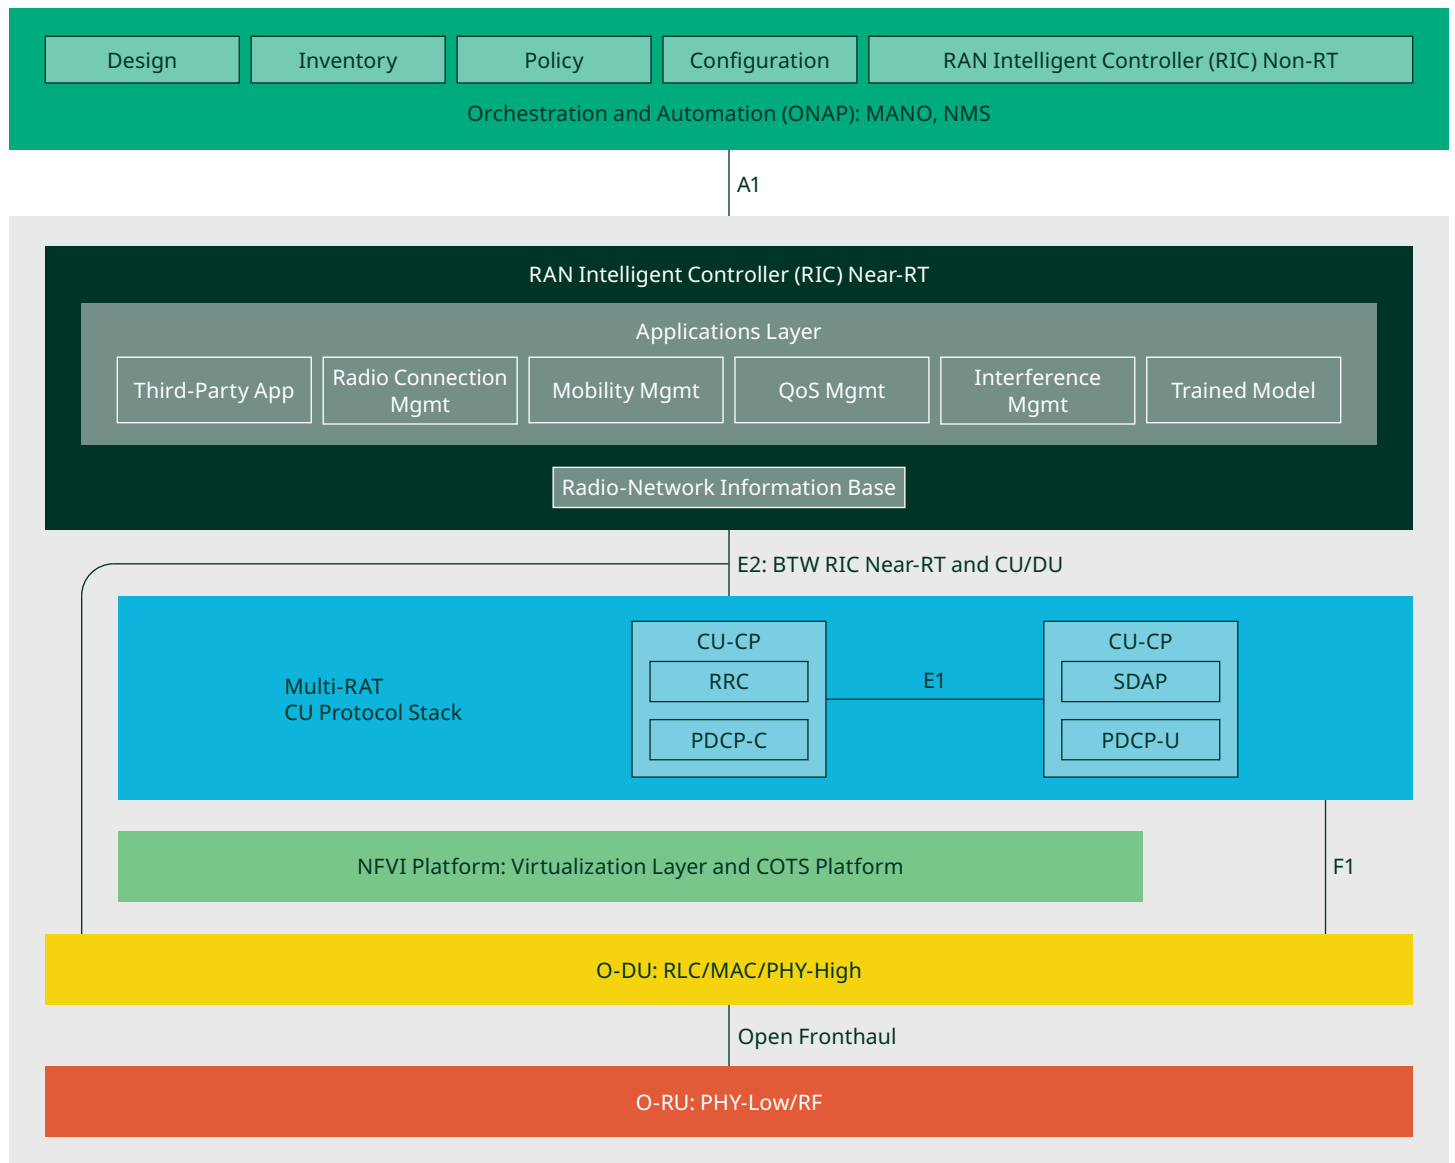 Design
Inventory
Policy
Configuration
RAN Intelligent Controller (RIC) Non-RT
Orchestration and Automation (ONAP): MANO, NMS
A1
RAN Intelligent Controller (RIC) Near-RT
Applications Layer
Third-Party App
Radio Connection
Mgmt
Mobility Mgmt
QoS Mgmt
Interference
Mgmt
Trained Model
Radio-Network Information Base
E2: BTW RIC Near-RT and CU/DU
Multi-RAT
CU Protocol Stack
CU-CP
RRC
PDCP-C
E1
CU-CP
SDAP
PDCP-U
NFVI Platform: Virtualization Layer and COTS Platform
F1
O-DU: RLC/MAC/PHY-High
Open Fronthaul
O-RU: PHY-Low/RF